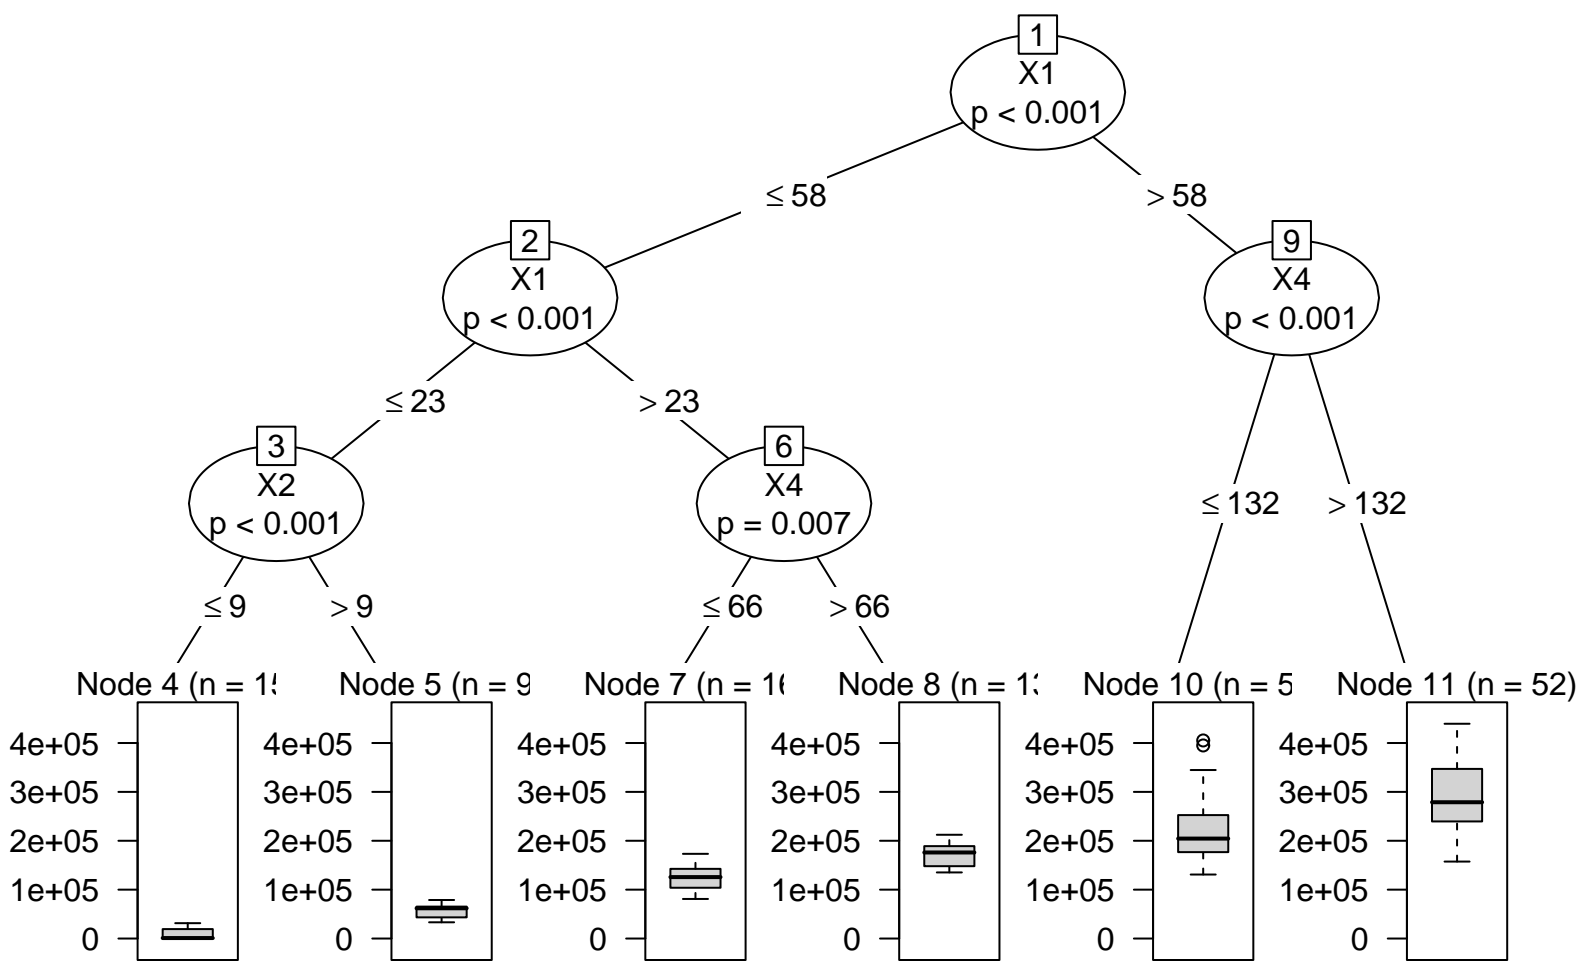 1
X1
p < 0.001
≤ 58
> 58
2
X1
p < 0.001
9
X4
p < 0.001
≤ 23
> 23
3
X2
p < 0.001
6
X4
p = 0.007
≤ 132
> 132
≤ 9
> 9
≤ 66
> 66
Node 4 (n = 1
Node 5 (n = 9
Node 7 (n = 1
Node 8 (n = 1
Node 10 (n = 5
Node 11 (n = 52)
4e+05
3e+05
2e+05
1e+05
0
4e+05
3e+05
2e+05
1e+05
0
4e+05
3e+05
2e+05
1e+05
0
4e+05
3e+05
2e+05
1e+05
0
4e+05
3e+05
2e+05
1e+05
0
4e+05
3e+05
2e+05
1e+05
0